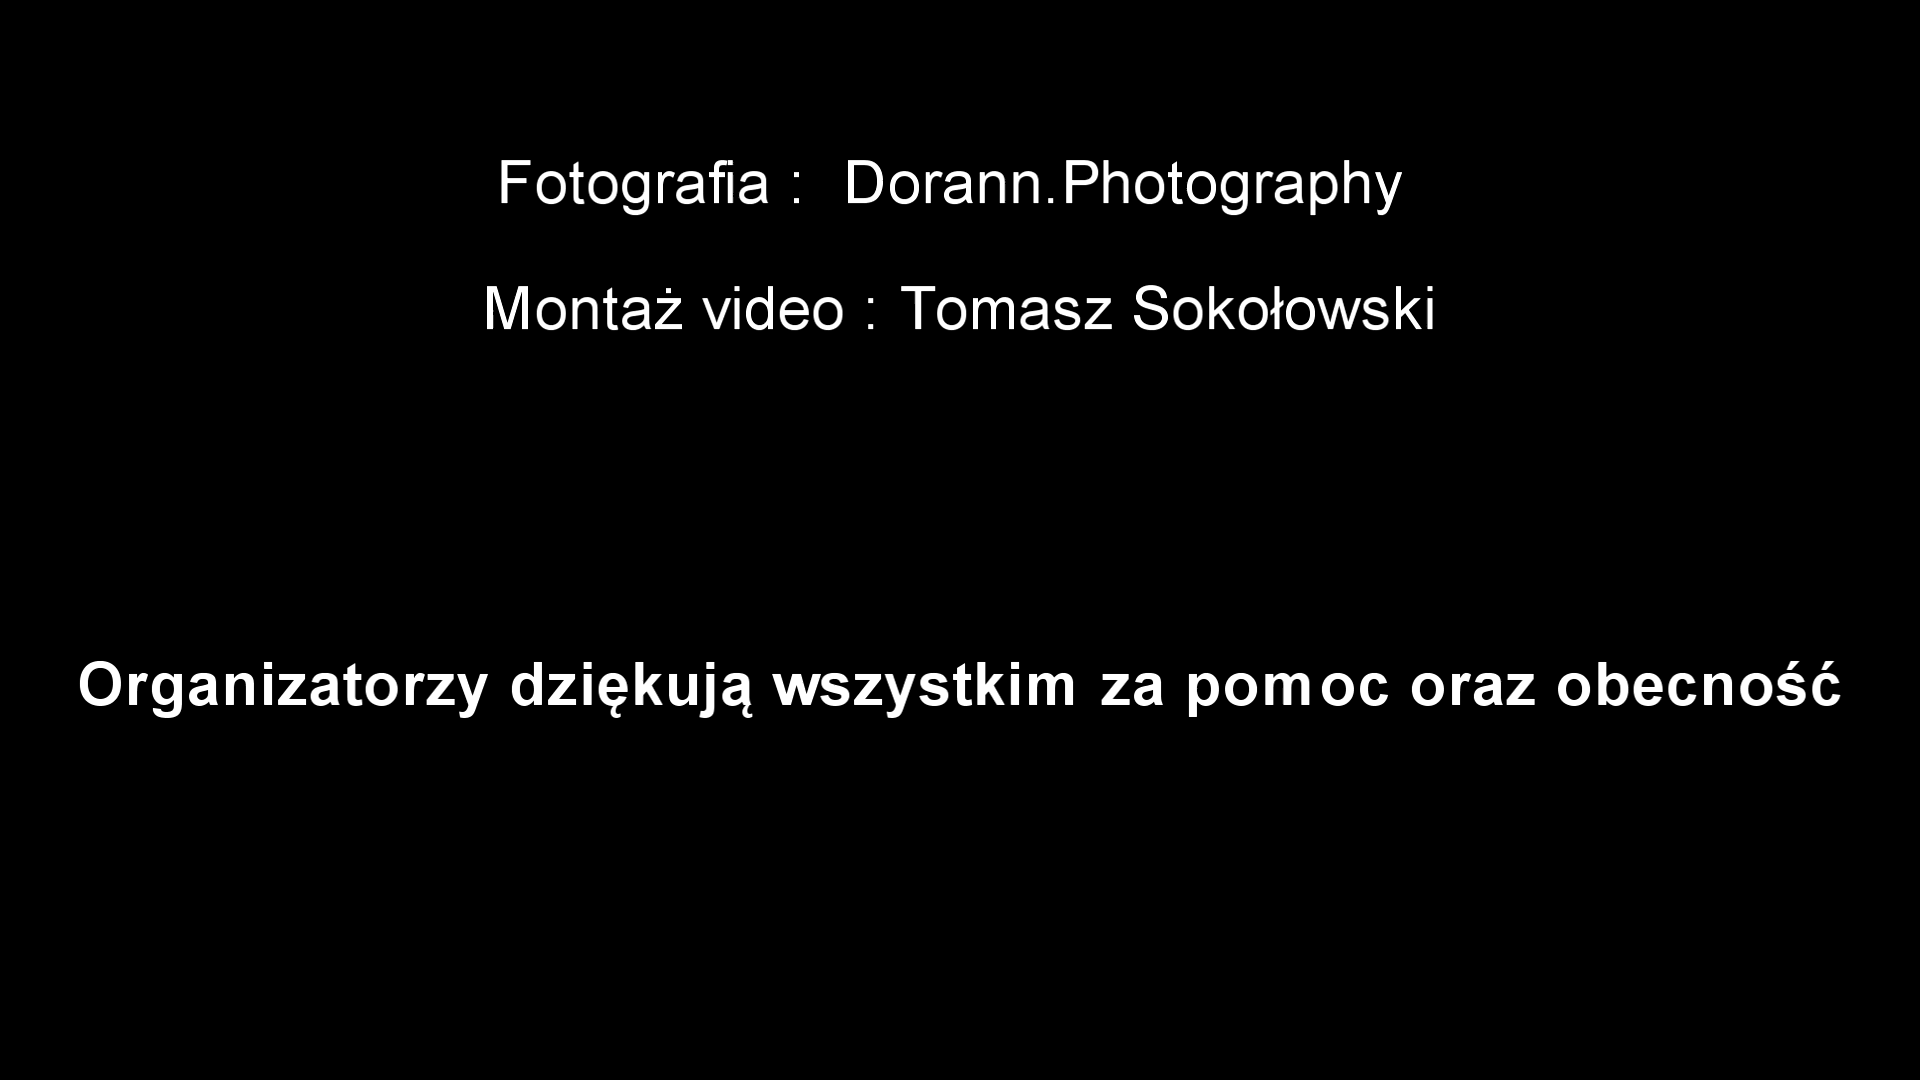 Fotografia : Dorann.Photography
Montaż video : Tomasz Sokołowski
Organizatorzy dziękują wszystkim za pomoc oraz obecność